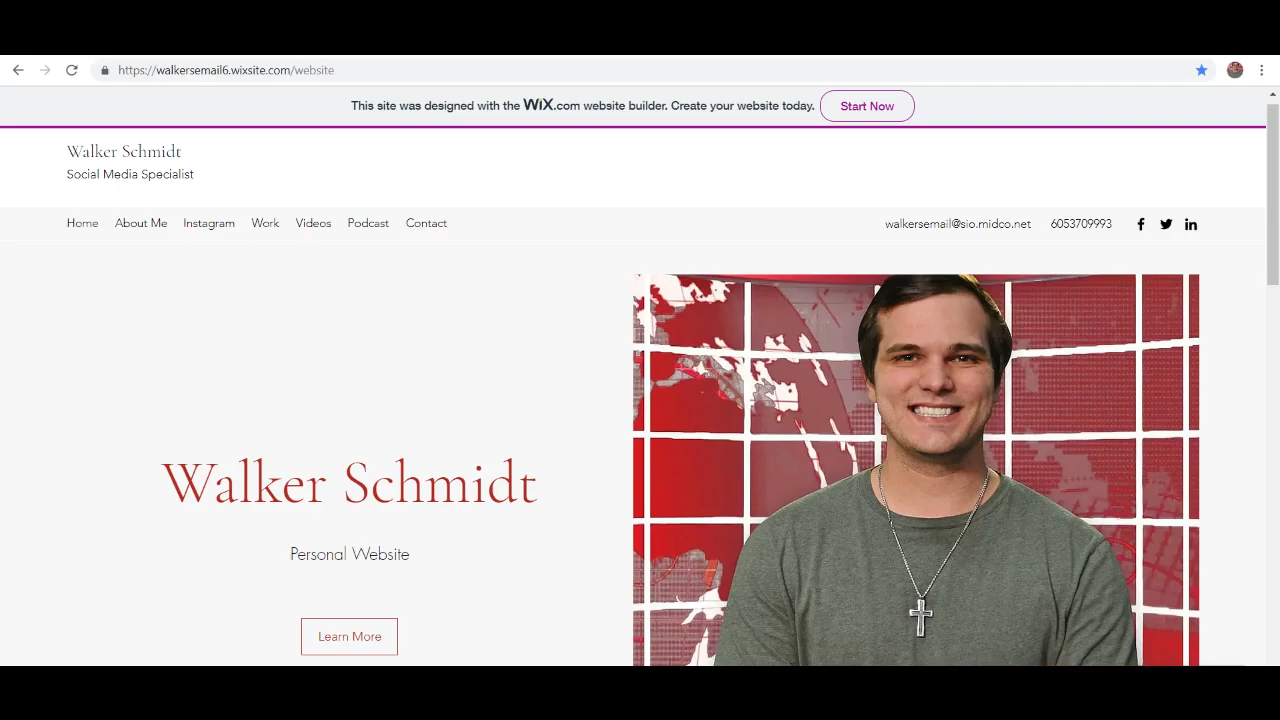 https://walkersemail6.wixsite.com/website
This site was designed with the WiX.com website builder. Create your website today. Start Now
Walker Schmidt
Social Media Specialist
Home About Me Instagram Work Videos Podcast Contact walkersemail@sio.midco.net 6053709993
Walker Schmidt
Personal Website
Learn More